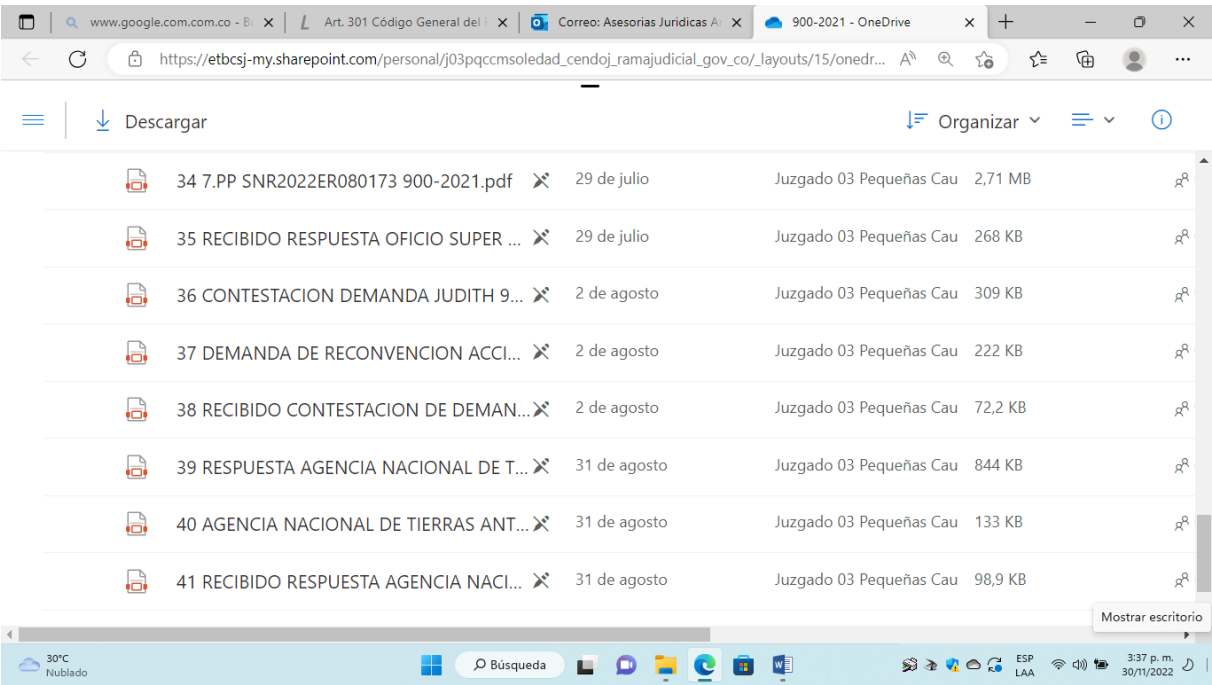 www.google.com.com.co - B
Art. 301 Código General del
Correo: Asesorias Juridicas A
900-2021 - OneDrive
https://etbcsj-my.sharepoint.com/personal/j03pqccmsoledad_cendoj_ramajudicial_gov_co/_layouts/15/onedr...
Descargar
Organizar
34 7.PP SNR2022ER080173 900-2021.pdf 29 de julio Juzgado 03 Pequeñas Cau 2,71 MB
35 RECIBIDO RESPUESTA OFICIO SUPER ... 29 de julio Juzgado 03 Pequeñas Cau 268 KB
36 CONTESTACION DEMANDA JUDITH 9... 2 de agosto Juzgado 03 Pequeñas Cau 309 KB
37 DEMANDA DE RECONVENCION ACCI... 2 de agosto Juzgado 03 Pequeñas Cau 222 KB
38 RECIBIDO CONTESTACION DE DEMAN... 2 de agosto Juzgado 03 Pequeñas Cau 72,2 KB
39 RESPUESTA AGENCIA NACIONAL DE T... 31 de agosto Juzgado 03 Pequeñas Cau 844 KB
40 AGENCIA NACIONAL DE TIERRAS ANT... 31 de agosto Juzgado 03 Pequeñas Cau 133 KB
41 RECIBIDO RESPUESTA AGENCIA NACI... 31 de agosto Juzgado 03 Pequeñas Cau 98,9 KB
Mostrar escritorio
30°C
Nublado
Búsqueda
ESP
LAA
3:37 p. m.
30/11/2022